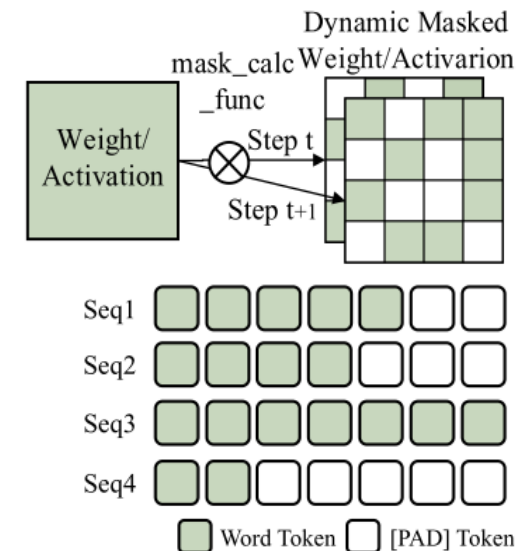 Dynamic Masked
Weight/Activarion
mask_calc
_func
Weight/
Activation
Step t
Step t+1
Seq1
Seq2
Seq3
Seq4
Word Token
[PAD] Token